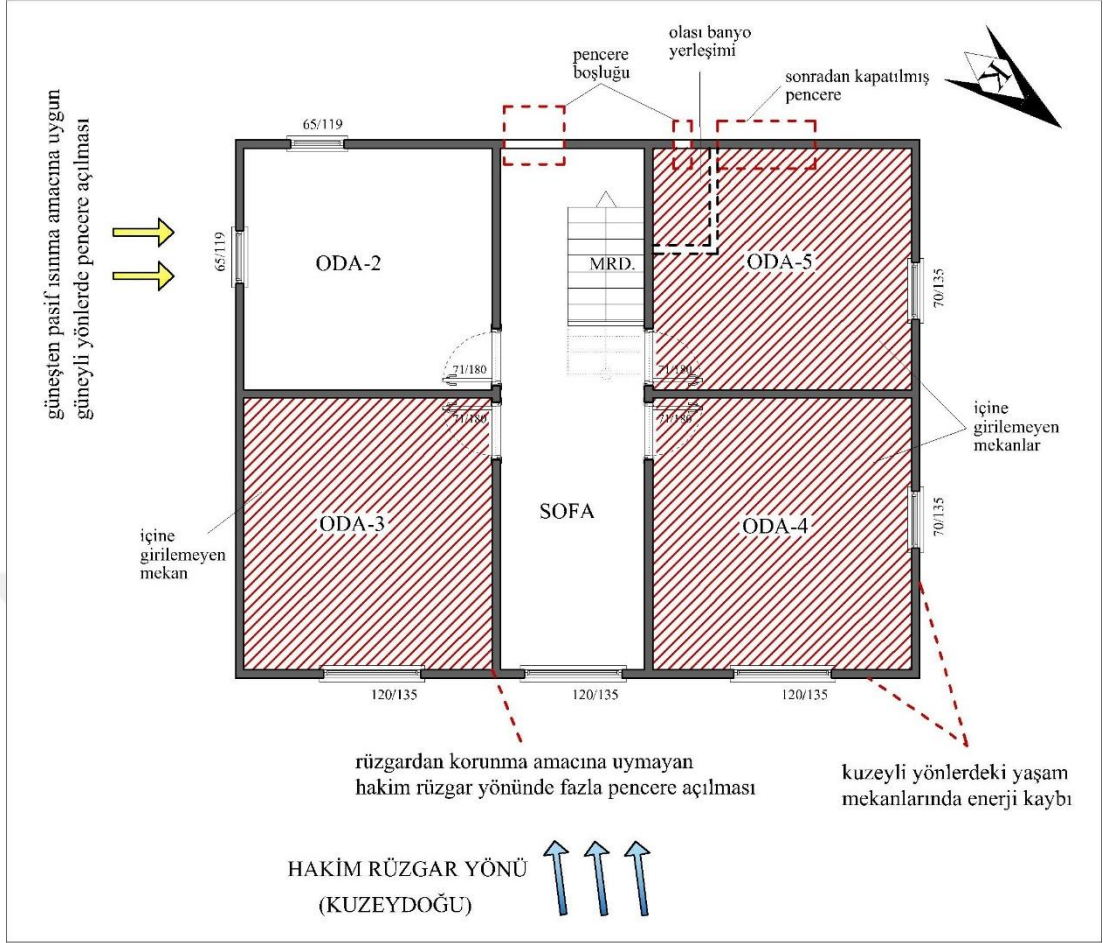 olası banyo
yerleşimi
pencere
boşluğu
sonradan kapatılmış
pencere
K
65/119
65/119
güneşten pasif ısınma amacına uygun
güneyli yönlerde pencere açılması
ODA-2
MRD.
ODA-5
70/135
71/180
71/180
71/180
71/180
içine
girilemeyen
mekanlar
içine
girilemeyen
mekan
ODA-3
SOFA
ODA-4
70/135
120/135
120/135
120/135
rüzgardan korunma amacına uymayan
hakim rüzgar yönünde fazla pencere açılması
kuzeyli yönlerdeki yaşam
mekanlarında enerji kaybı
HAKİM RÜZGAR YÖNÜ
(KUZEYDOĞU)